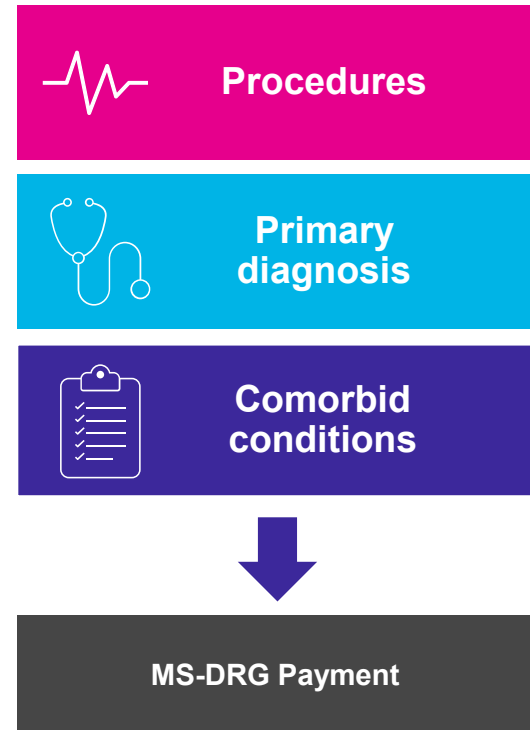 Procedures
Primary
diagnosis
Comorbid
conditions
MS-DRG Payment